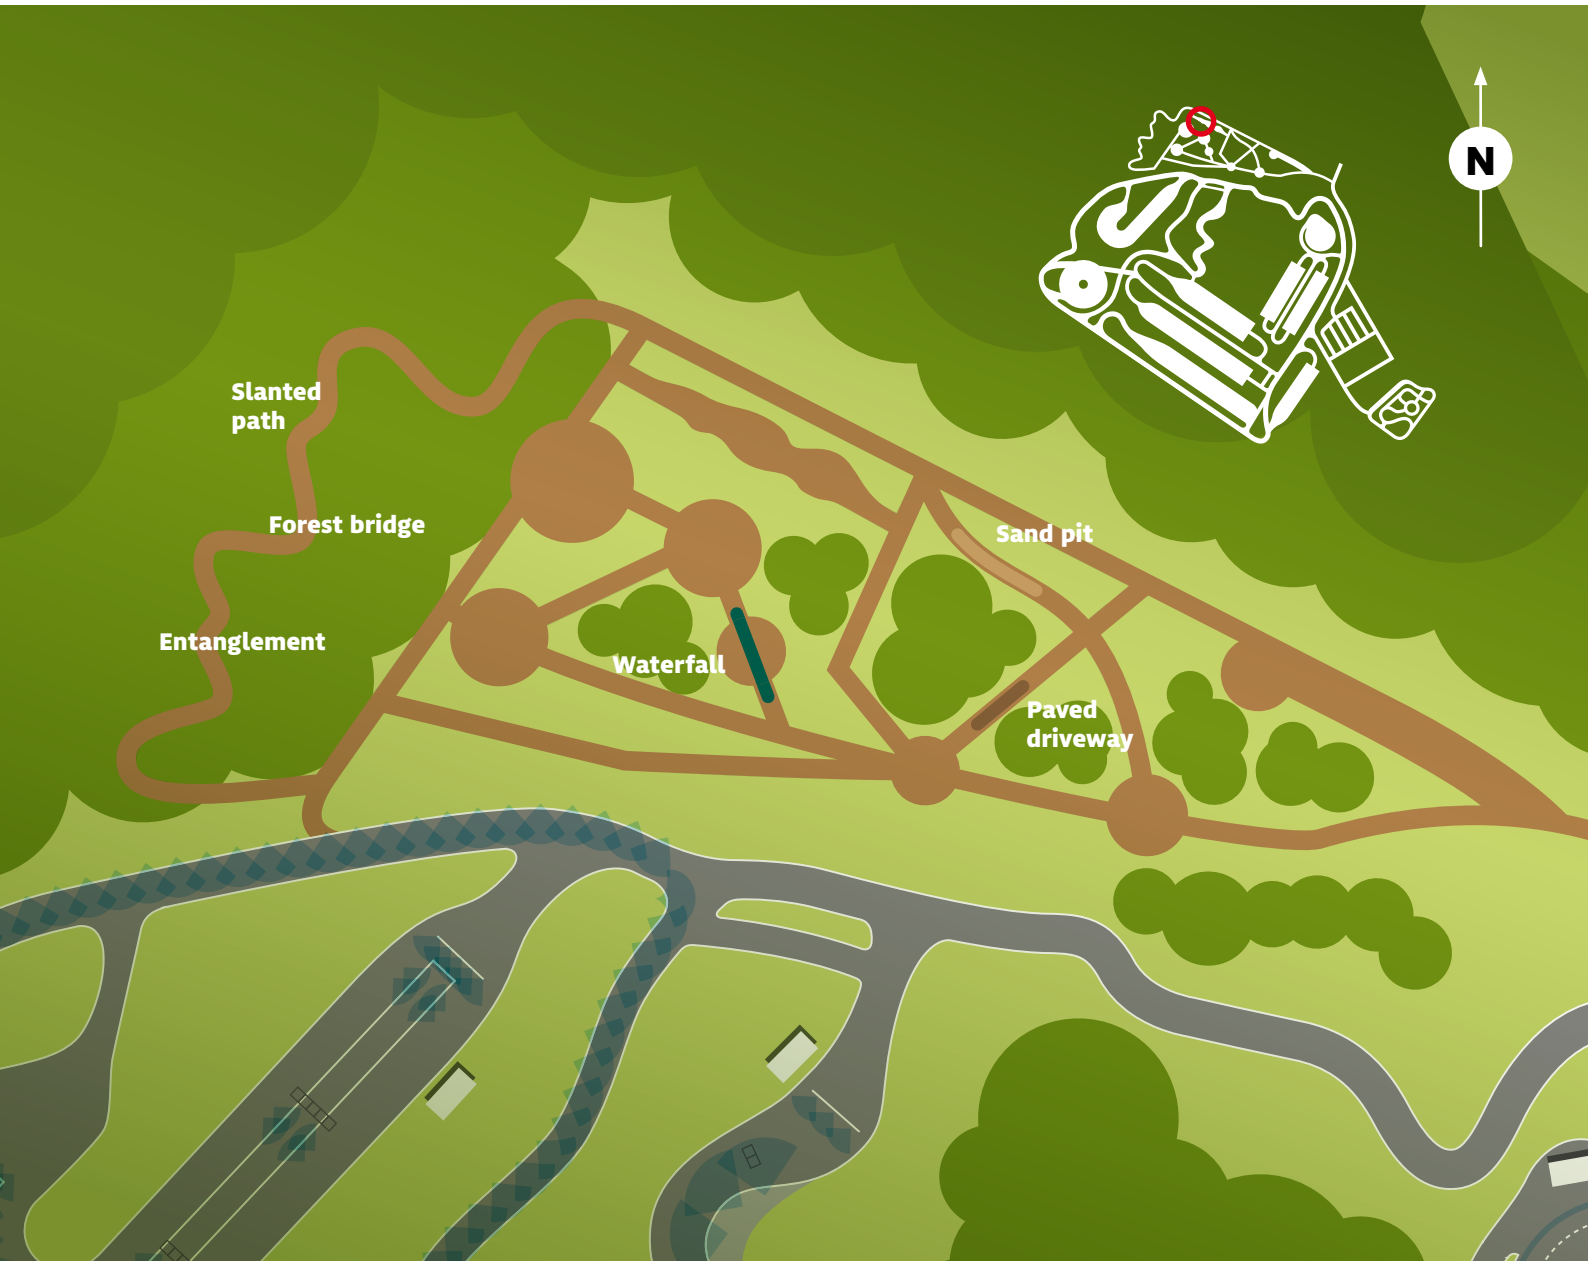 N
Slanted
path
Forest bridge
Sand pit
Entanglement
Waterfall
Paved
driveway